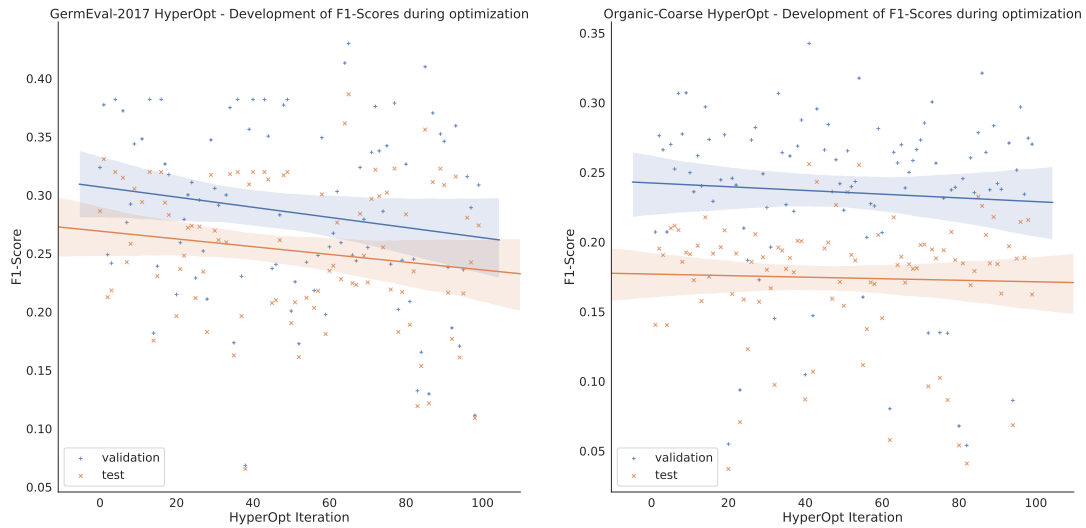 GermEval-2017 HyperOpt - Development of F1-Scores during optimization
F1-Score
0.40
0.35
0.30
0.25
0.20
0.15
0.10
0.05
validation
test
0
20
40
60
80
100
HyperOpt Iteration
Organic-Coarse HyperOpt - Development of F1-Scores during optimization
F1-Score
0.35
0.30
0.25
0.20
0.15
0.10
0.05
validation
test
0
20
40
60
80
100
HyperOpt Iteration